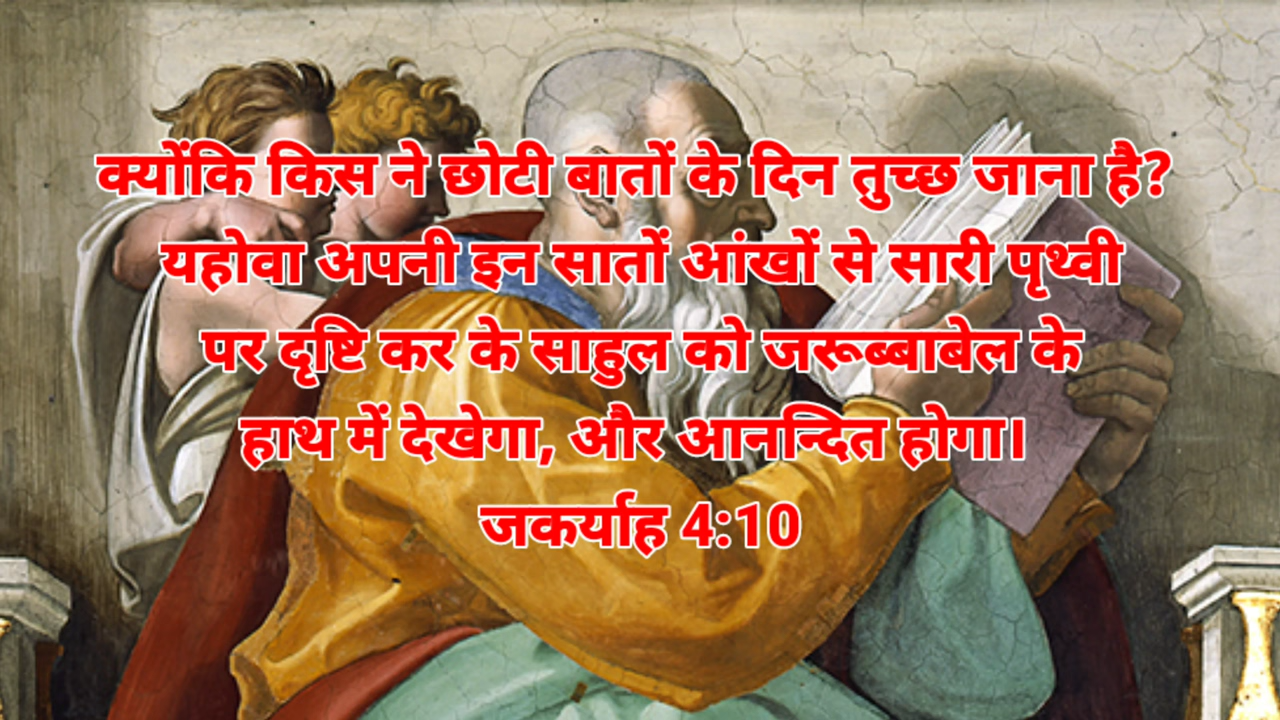 क्योंकि किस ने छोटी बातों के दिन तुच्छ जाना है?
यहोवा अपनी इन सातों आंखों से सारी पृथ्वी
पर दृष्टि कर के साहुल को जरूब्बाबेल के
हाथ में देखेगा, और आनन्दित होगा।
जकर्याह 4:10